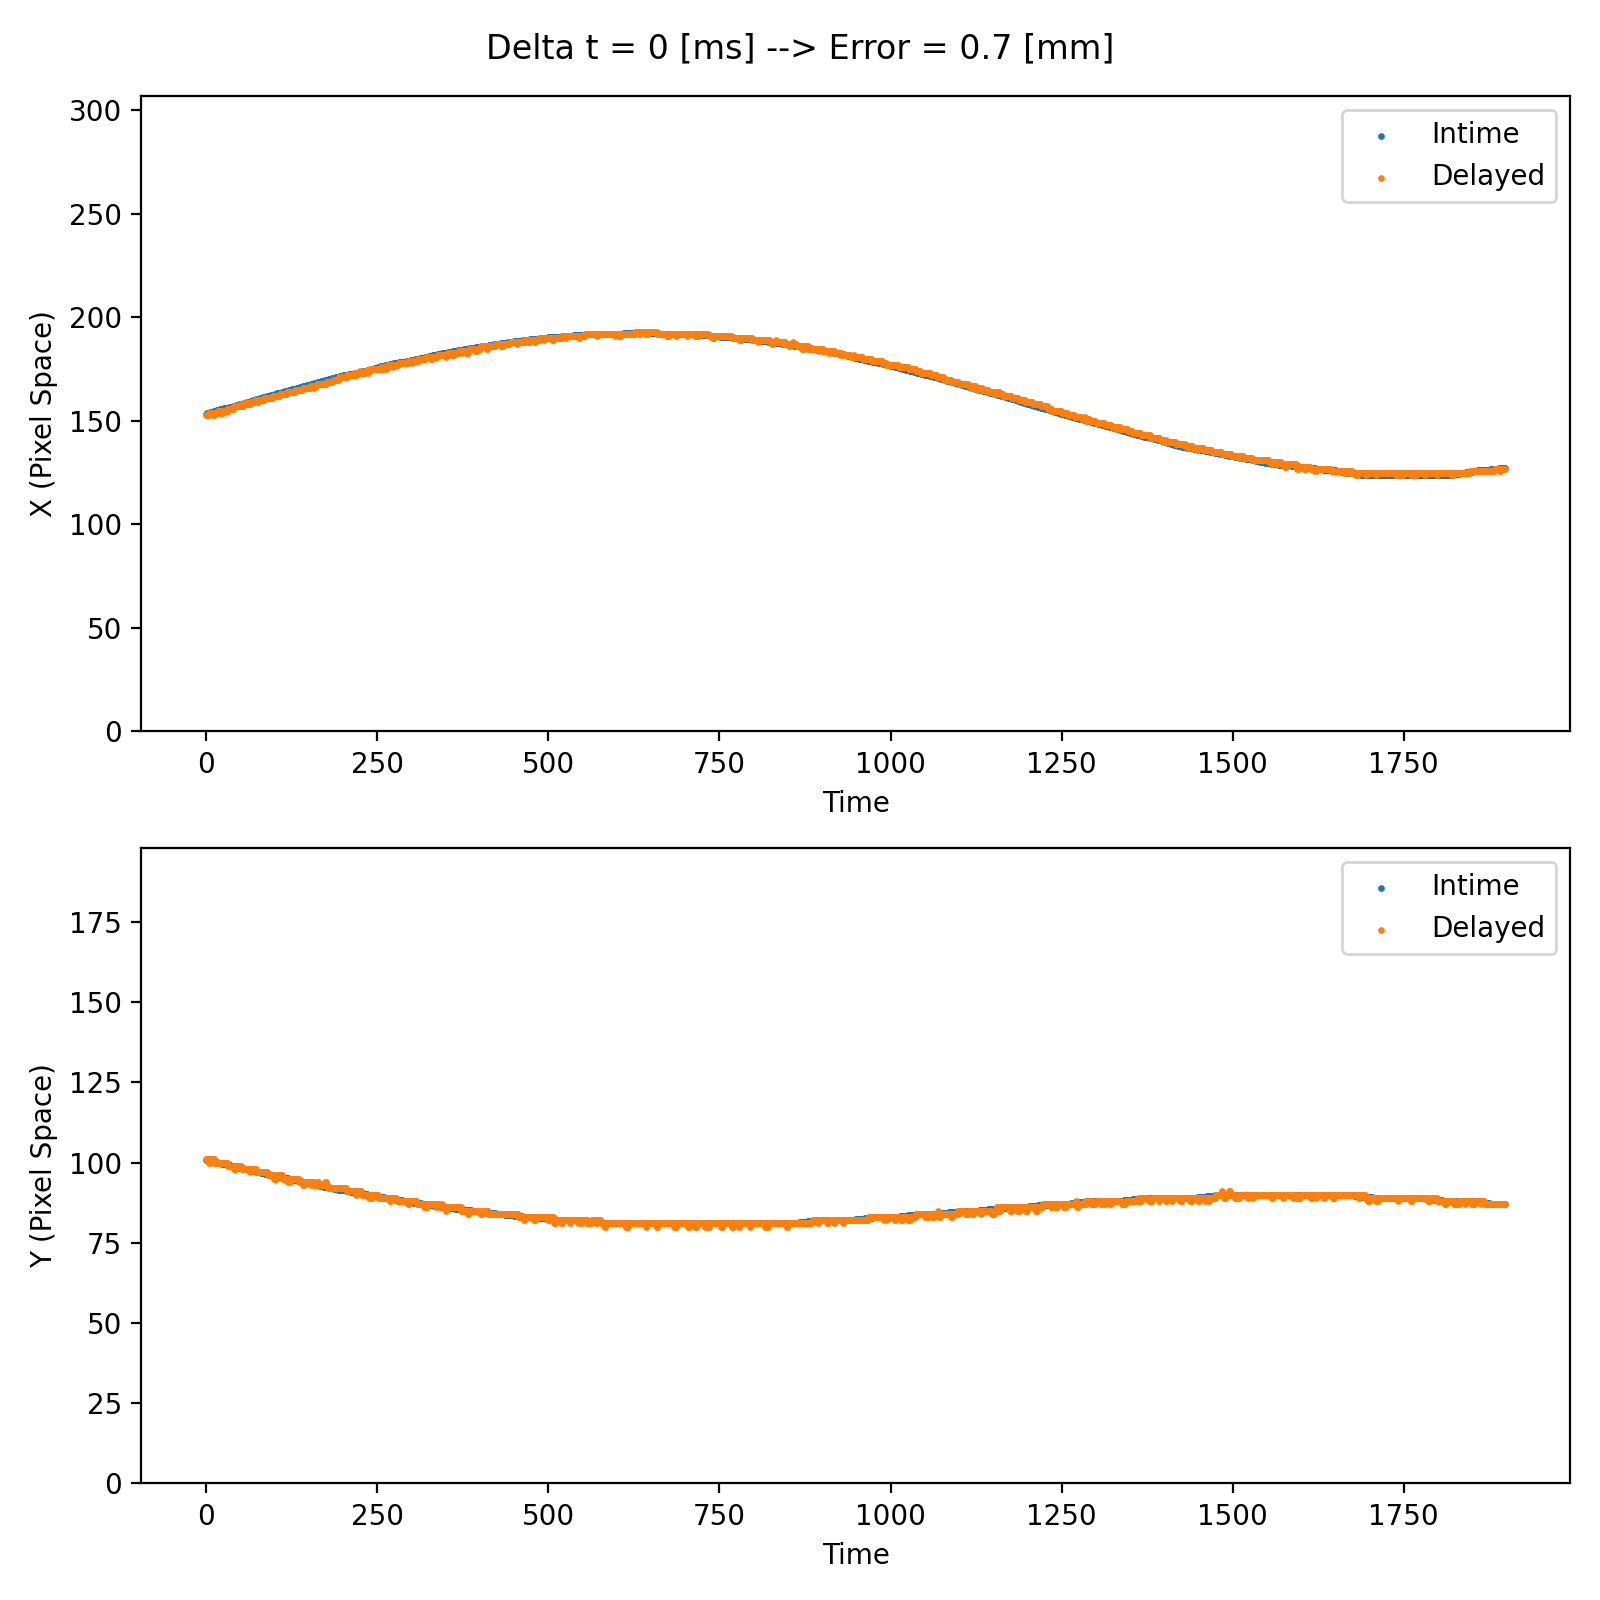 Delta t = 0 [ms] --> Error = 0.7 [mm]
300
250
200
150
100
50
0
X (Pixel Space)
Intime
Delayed
0 250 500 750 1000 1250 1500 1750
Time
175
150
125
100
75
50
25
0
Y (Pixel Space)
Intime
Delayed
0 250 500 750 1000 1250 1500 1750
Time